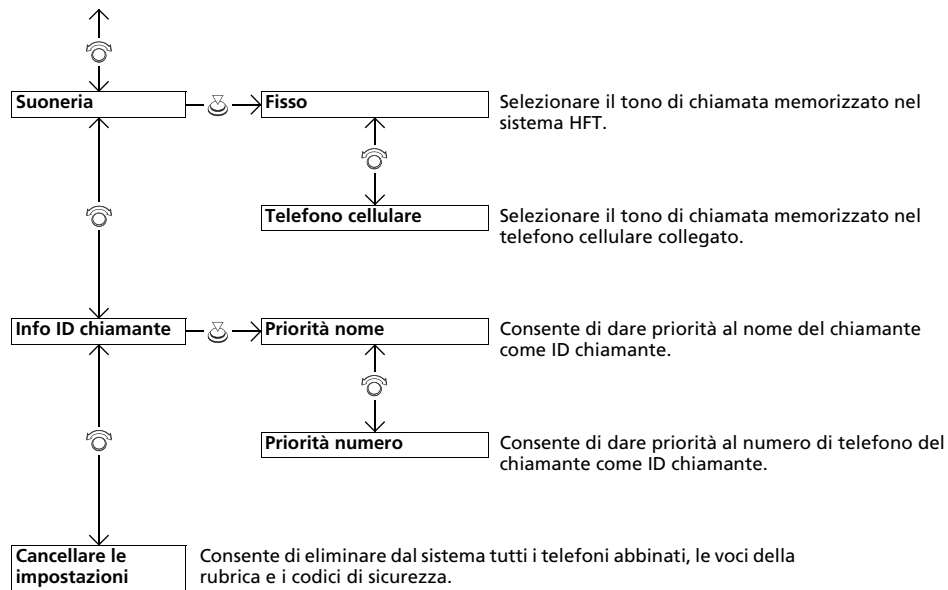 Suoneria
Fisso
Selezionare il tono di chiamata memorizzato nel
sistema HFT.
Telefono cellulare
Selezionare il tono di chiamata memorizzato nel
telefono cellulare collegato.
Info ID chiamante
Priorità nome
Consente di dare priorità al nome del chiamante
come ID chiamante.
Priorità numero
Consente di dare priorità al numero di telefono del
chiamante come ID chiamante.
Cancellare le
impostazioni
Consente di eliminare dal sistema tutti i telefoni abbinati, le voci della
rubrica e i codici di sicurezza.